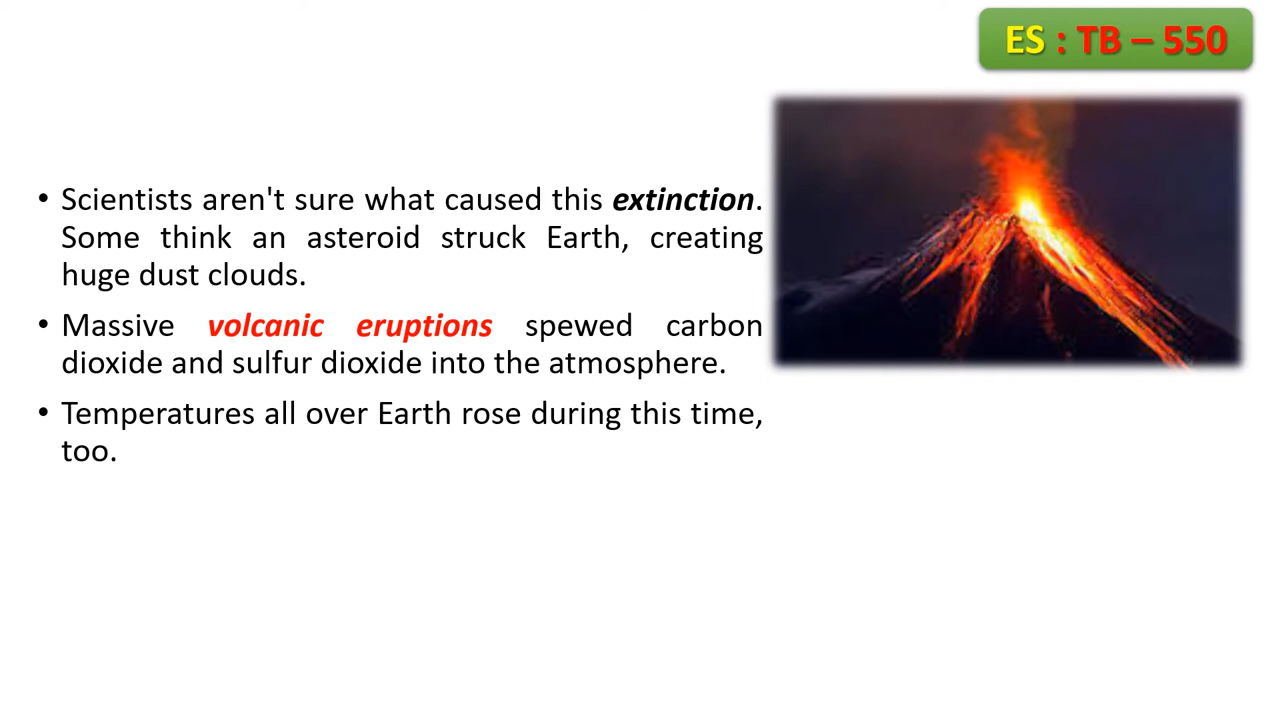 ES : TB – 550
• Scientists aren't sure what caused this extinction.
Some think an asteroid struck Earth, creating
huge dust clouds.
• Massive volcanic eruptions spewed carbon
dioxide and sulfur dioxide into the atmosphere.
• Temperatures all over Earth rose during this time,
too.